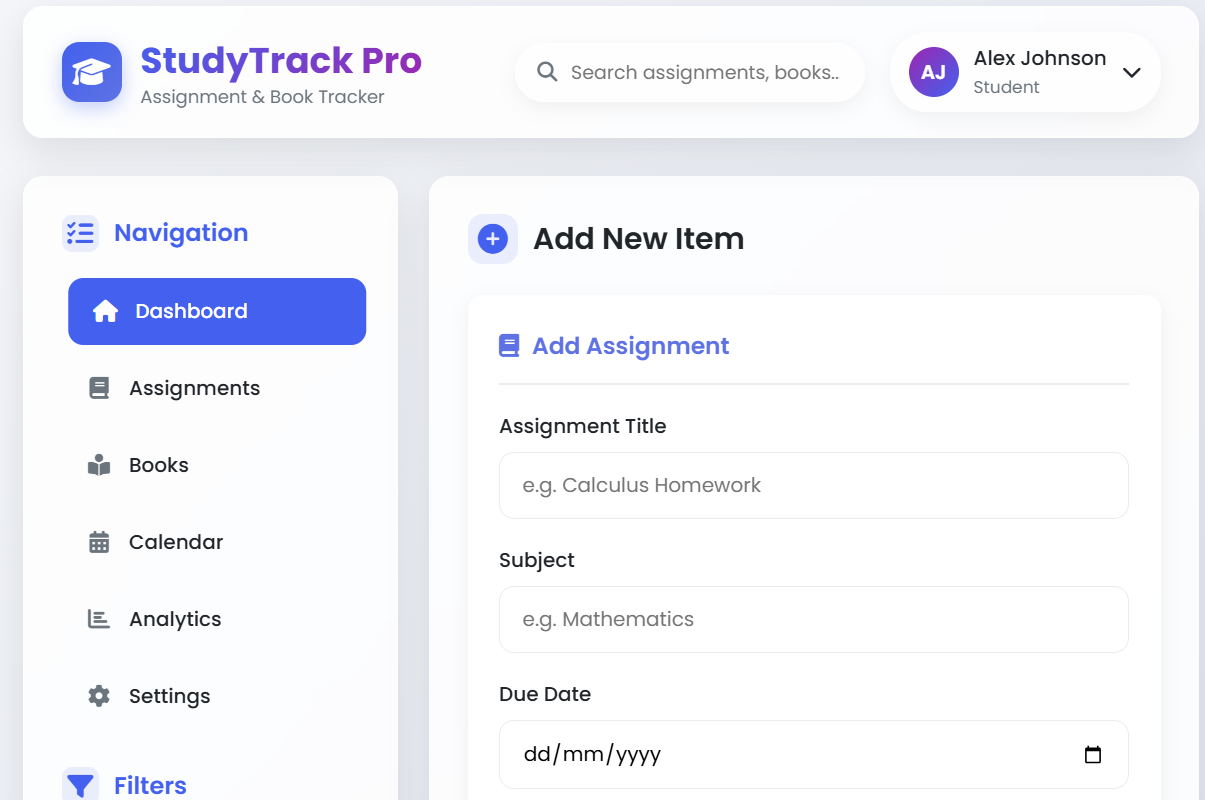 StudyTrack Pro
Assignment & Book Tracker
Search assignments, books..
AJ
Alex Johnson
Student
Navigation
Dashboard
Assignments
Books
Calendar
Analytics
Settings
Filters
Add New Item
Add Assignment
Assignment Title
e.g. Calculus Homework
Subject
e.g. Mathematics
Due Date
dd/mm/yyyy